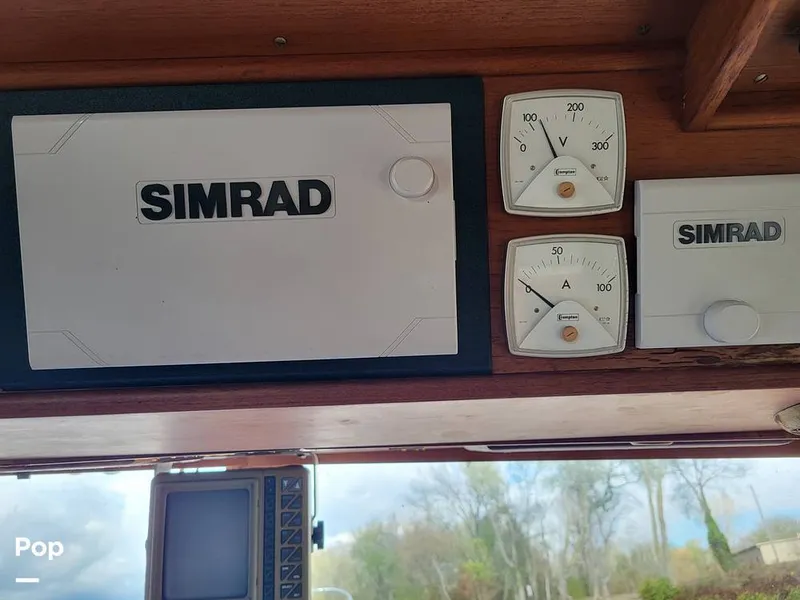 SIMRAD
0 100 200 300
V
Crompton
SIMRAD
0 50 100
A
Crompton
Pop